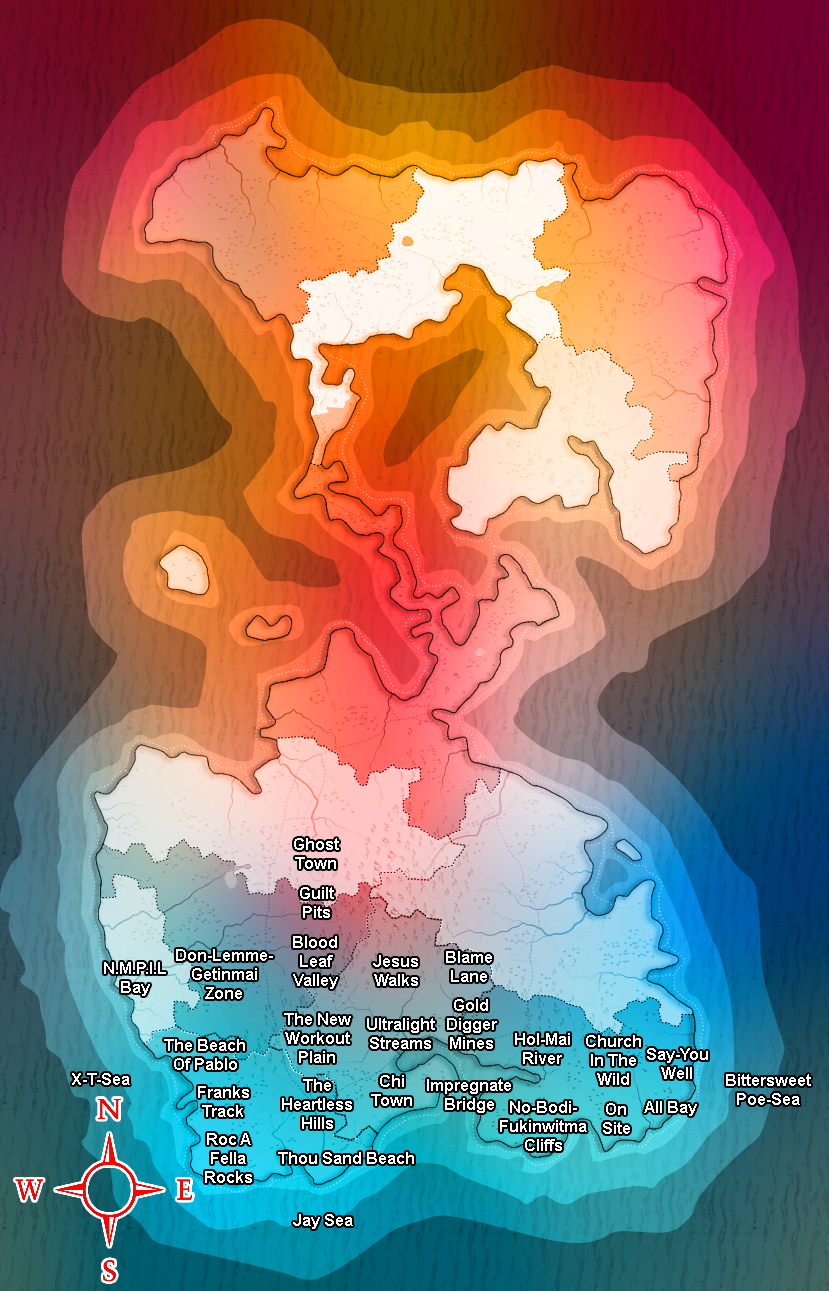 Ghost
Town
Guilt
Pits
Blood
Leaf
Valley
N.M.P.I.L
Bay
Don-Lemme-
Getinmai
Zone
Jesus
Walks
Blame
Lane
The New
Workout
Plain
Ultralight
Streams
Gold
Digger
Mines
The Beach
Of Pablo
Hol-Mai
River
Church
In The
Wild
Say-You
Well
X-T-Sea
Franks
Track
The
Heartless
Hills
Chi
Town
Impregnate
Bridge
No-Bodi-
Fukinwitma
Cliffs
On
Site
All Bay
Bittersweet
Poe-Sea
Roc A
Fella
Rocks
Thou Sand Beach
Jay Sea
N
W
E
S